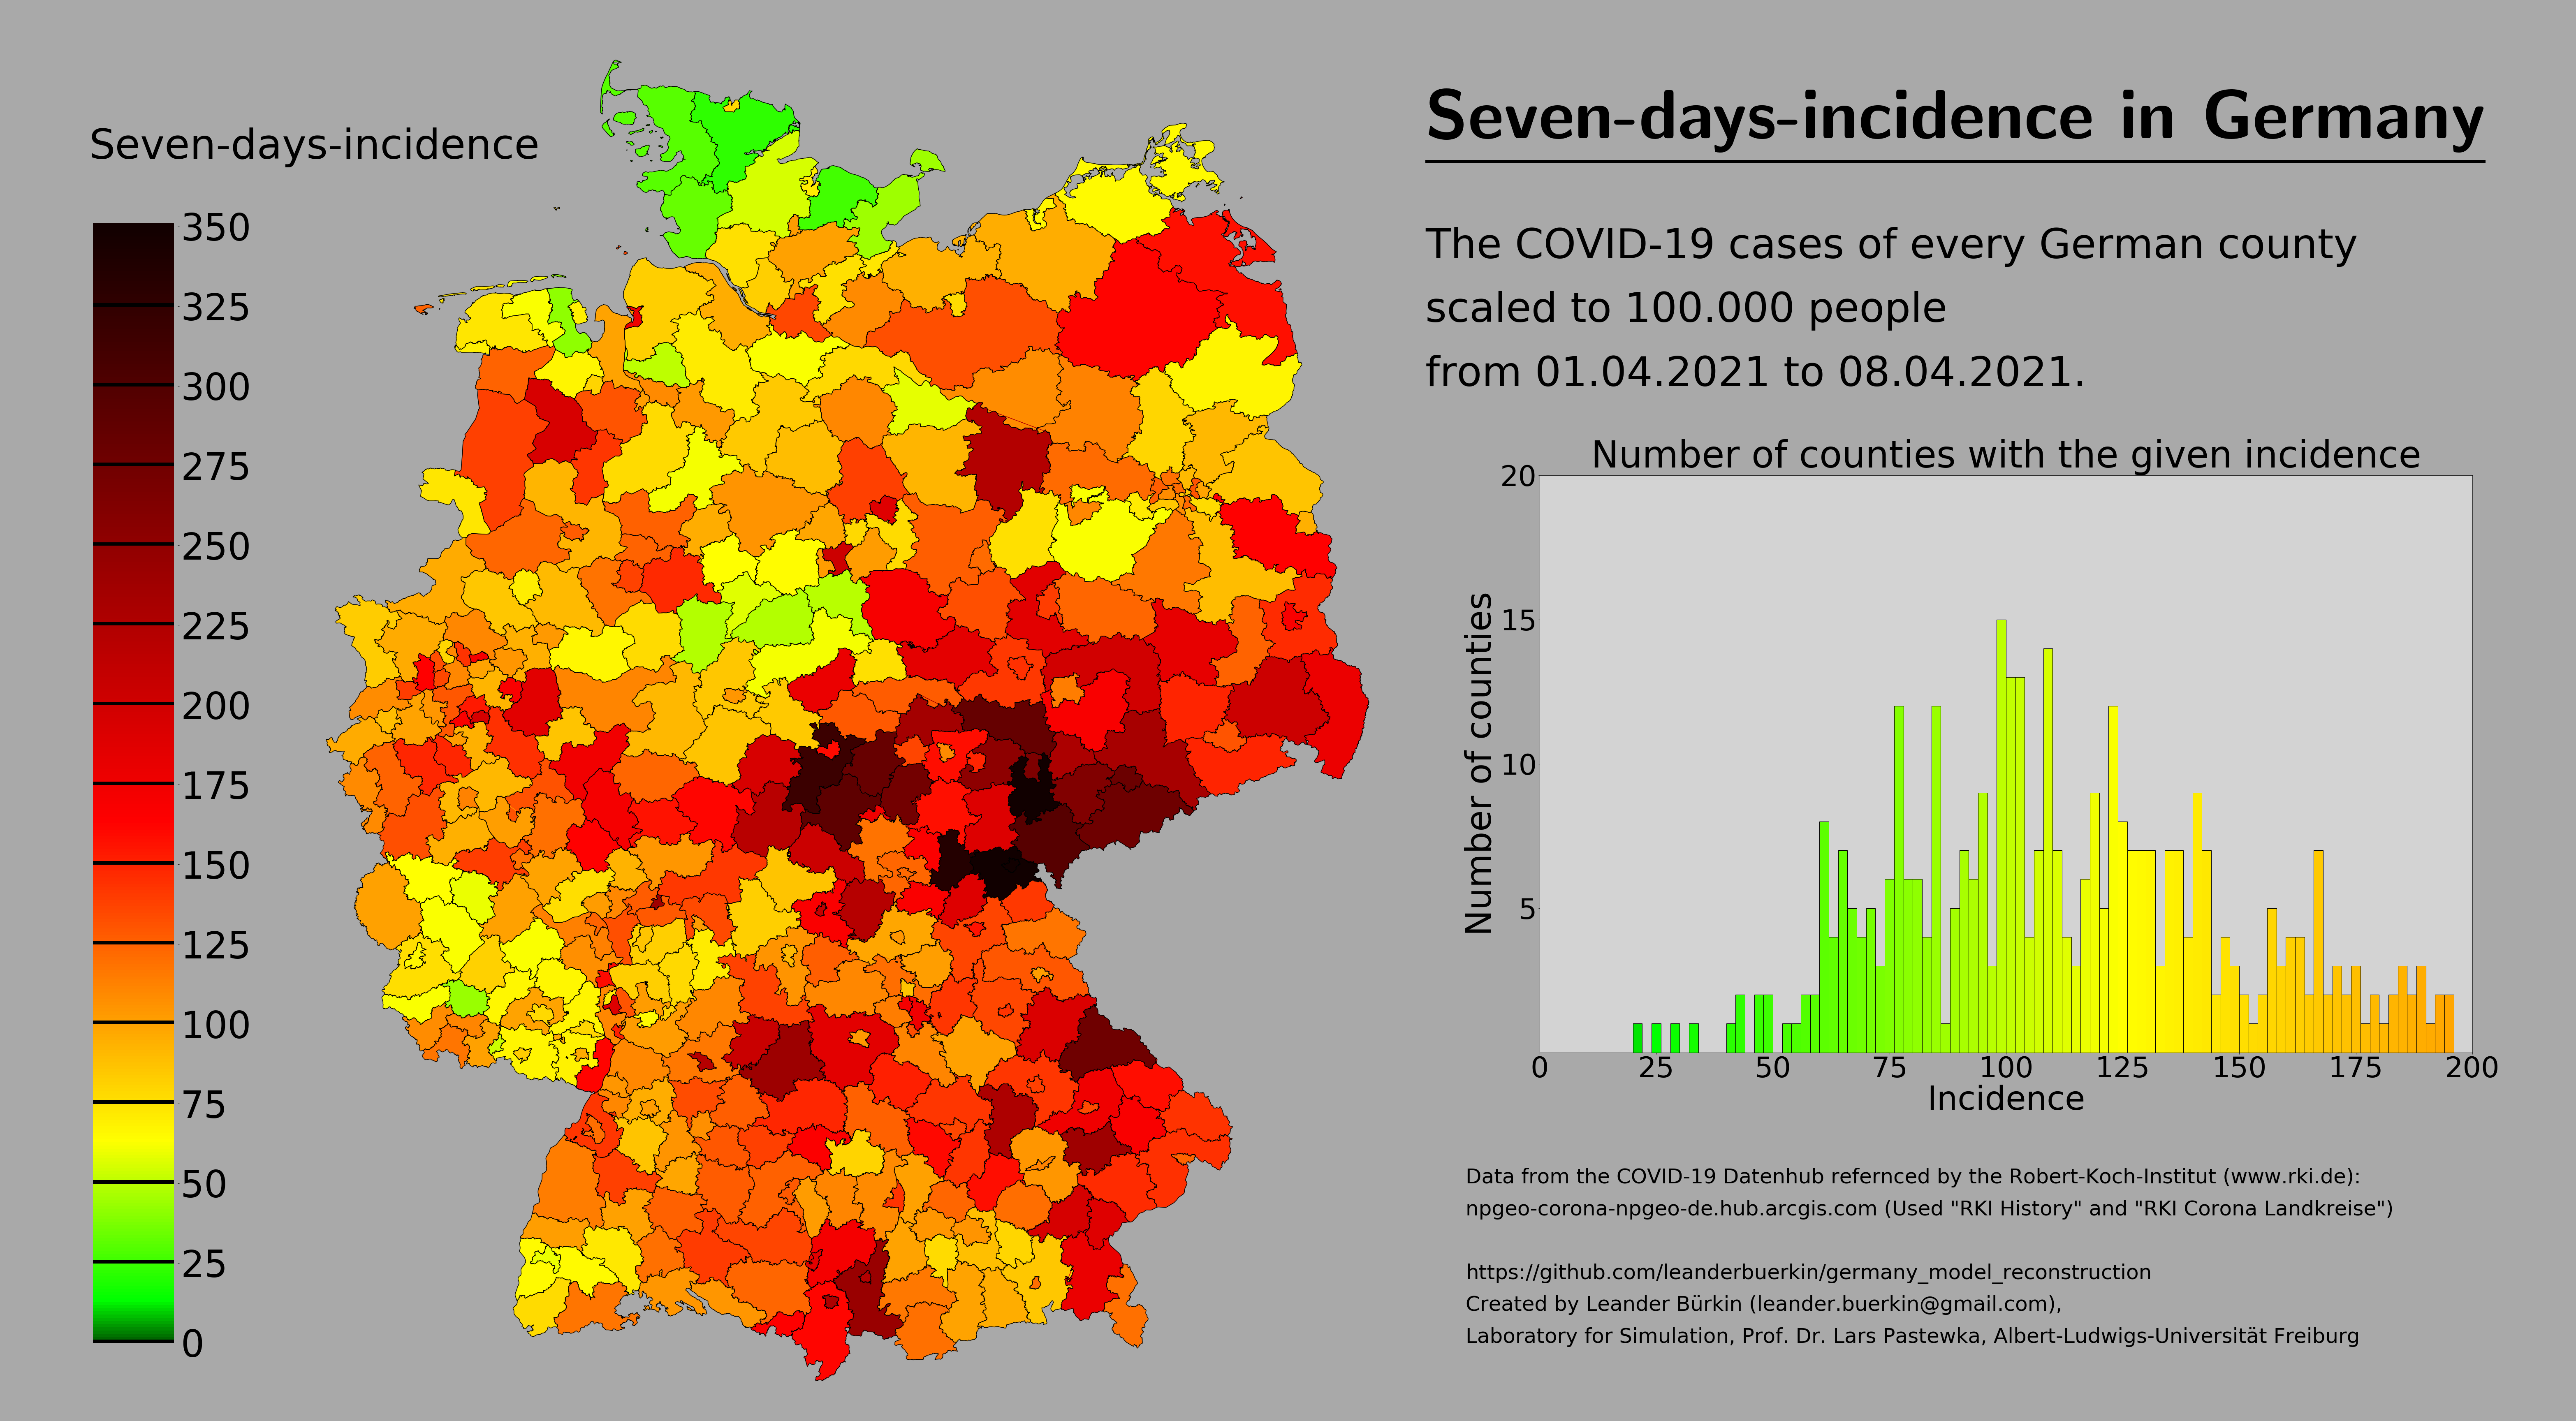 Seven-days-incidence in Germany
Seven-days-incidence
350
325
300
275
250
225
200
175
150
125
100
75
50
25
0
The COVID-19 cases of every German county
scaled to 100.000 people
from 01.04.2021 to 08.04.2021.
Number of counties with the given incidence
20
15
10
5
Number of counties
0 25 50 75 100 125 150 175 200
Incidence
Data from the COVID-19 Datenhub refernced by the Robert-Koch-Institut (www.rki.de):
npgeo-corona-npgeo-de.hub.arcgis.com (Used "RKI History" and "RKI Corona Landkreise")
https://github.com/leanderbuerkin/germany_model_reconstruction
Created by Leander Bürkin (leander.buerkin@gmail.com),
Laboratory for Simulation, Prof. Dr. Lars Pastewka, Albert-Ludwigs-Universität Freiburg